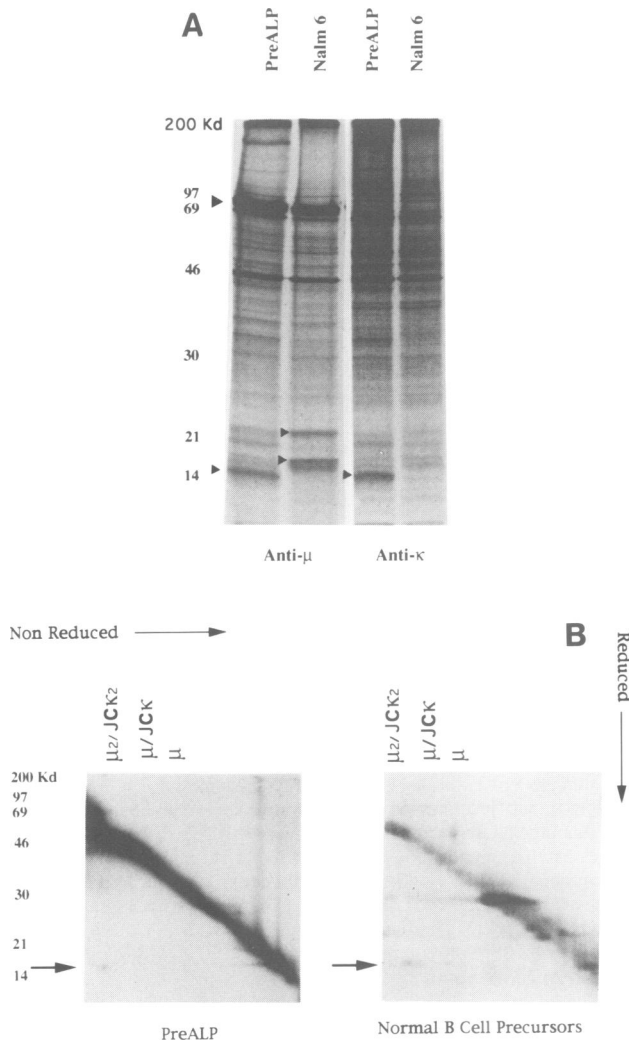 A
PreALP
Nalm 6
PreALP
Nalm 6
200 Kd
97
69
46
30
21
14
Anti-μ
Anti-κ
Non Reduced
B
Reduced
μ2/JCκ2
μ/JCκ
μ
μ2/JCκ2
μ/JCκ
μ
200 Kd
97
69
46
30
21
14
PreALP
Normal B Cell Precursors